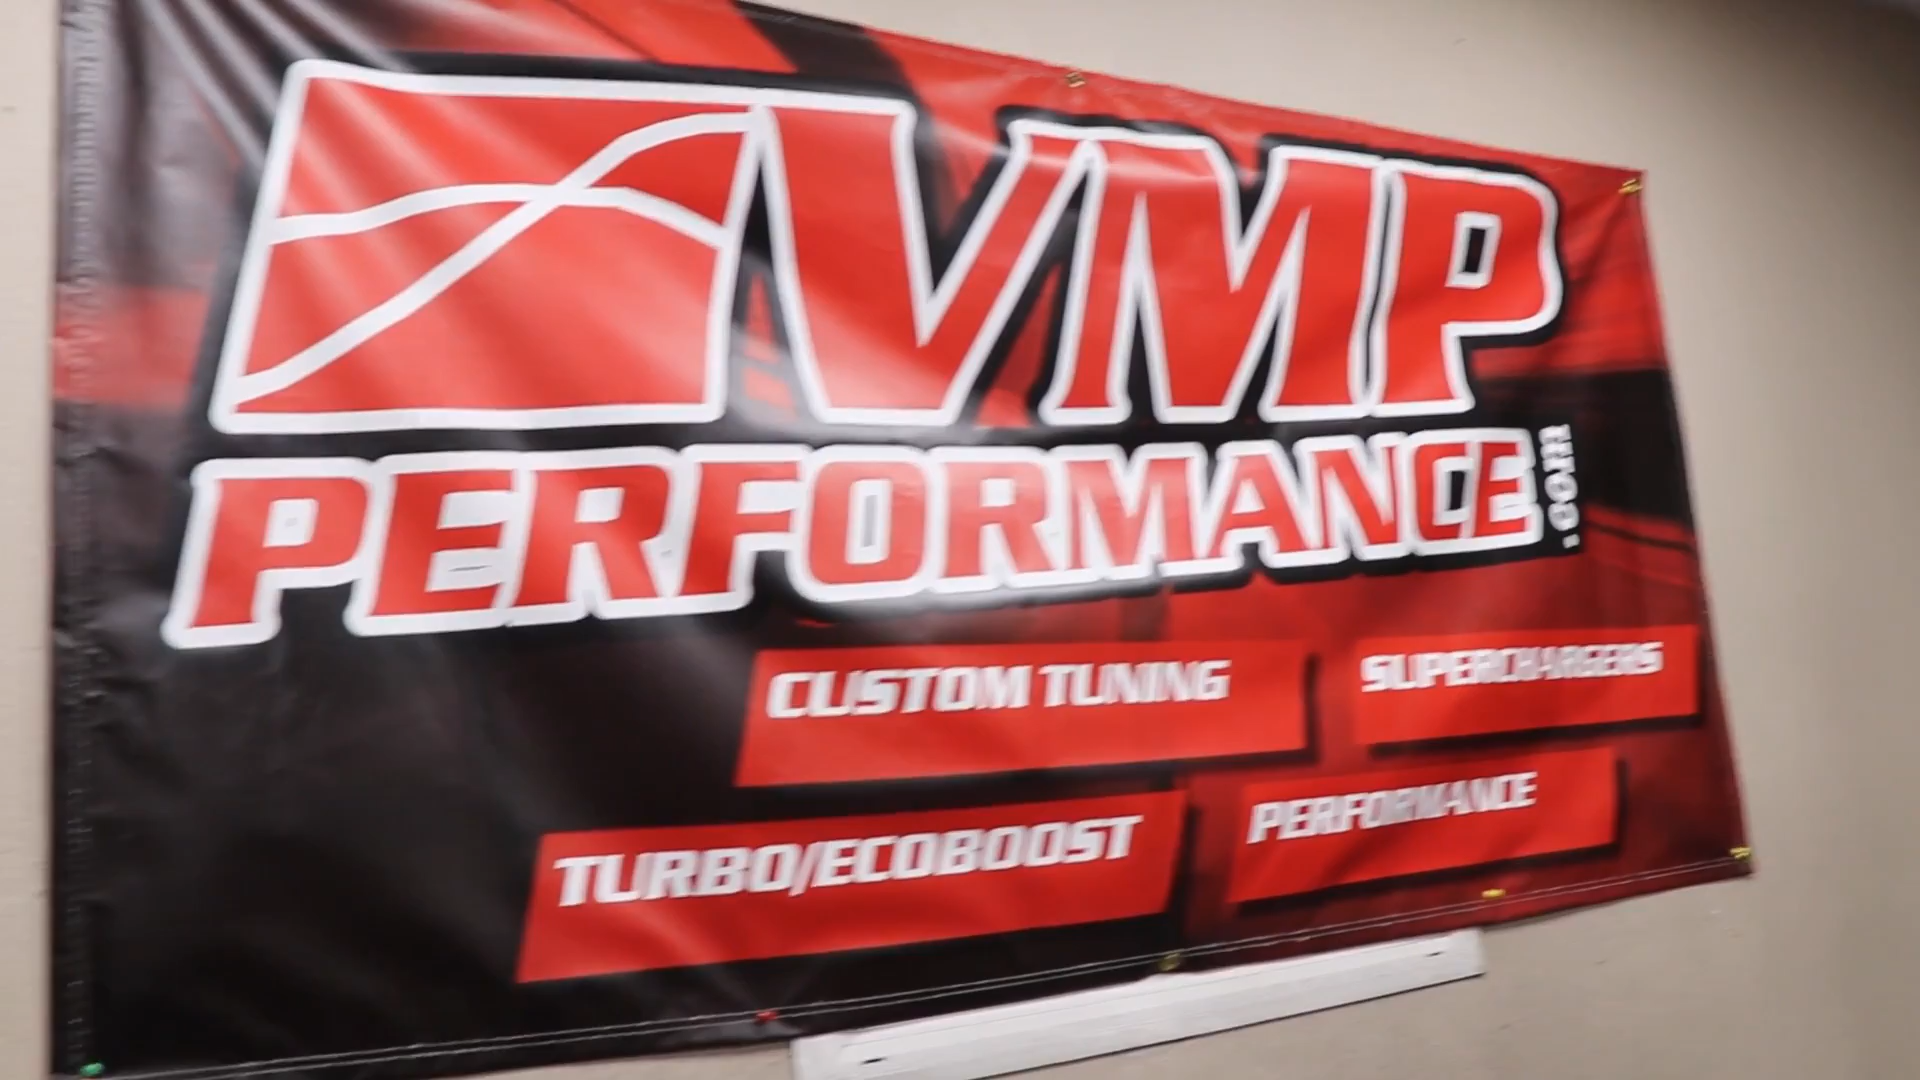 VMP
PERFORMANCE.com
CUSTOM TUNING
SUPERCHARGERS
TURBO/ECOBOOST
PERFORMANCE